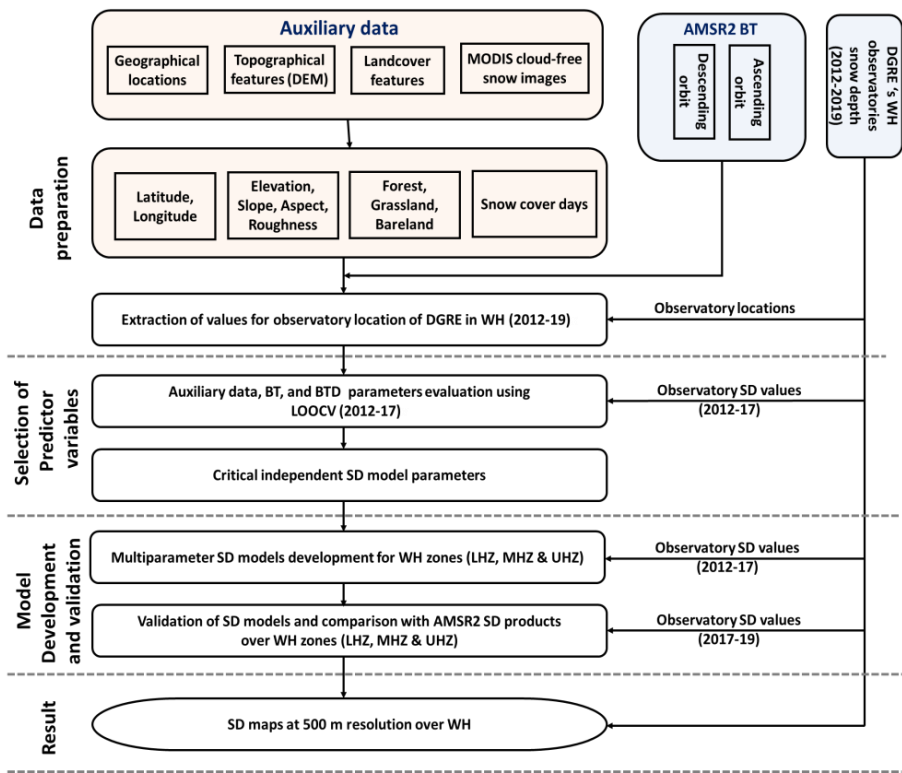 Auxiliary data
Geographical
locations
Topographical
features (DEM)
Landcover
features
MODIS cloud-free
snow images
AMSR2 BT
Descending
orbit
Ascending
orbit
DGRE 's WH
observatories
snow depth
(2012-2019)
Data
preparation
Latitude,
Longitude
Elevation,
Slope, Aspect,
Roughness
Forest,
Grassland,
Bareland
Snow cover days
Extraction of values for observatory location of DGRE in WH (2012-19)
Observatory locations
Selection of
Predictor
variables
Auxiliary data, BT, and BTD parameters evaluation using
LOOCV (2012-17)
Observatory SD values
(2012-17)
Critical independent SD model parameters
Model
Development
and validation
Multiparameter SD models development for WH zones (LHZ, MHZ & UHZ)
Observatory SD values
(2012-17)
Validation of SD models and comparison with AMSR2 SD products
over WH zones (LHZ, MHZ & UHZ)
Observatory SD values
(2017-19)
Result
SD maps at 500 m resolution over WH